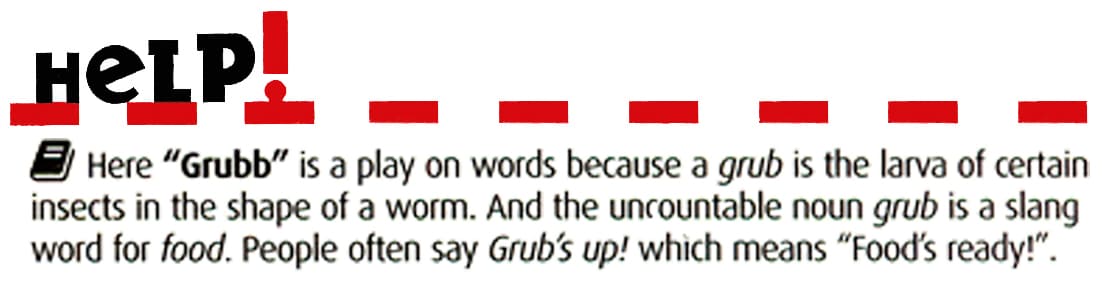 HeLP!
Here "Grubb" is a play on words because a grub is the larva of certain
insects in the shape of a worm. And the uncountable noun grub is a slang
word for food. People often say Grub's up! which means "Food's ready!".